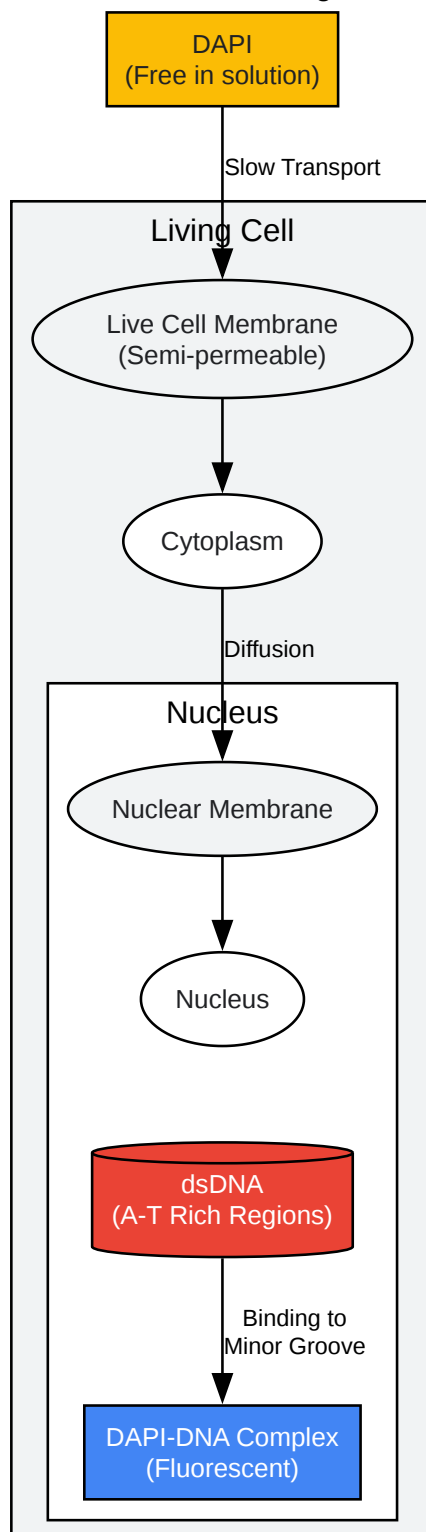 DAPI
(Free in solution)
Slow Transport
Living Cell
Live Cell Membrane
(Semi-permeable)
Cytoplasm
Diffusion
Nucleus
Nuclear Membrane
Nucleus
dsDNA
(A-T Rich Regions)
Binding to
Minor Groove
DAPI-DNA Complex
(Fluorescent)